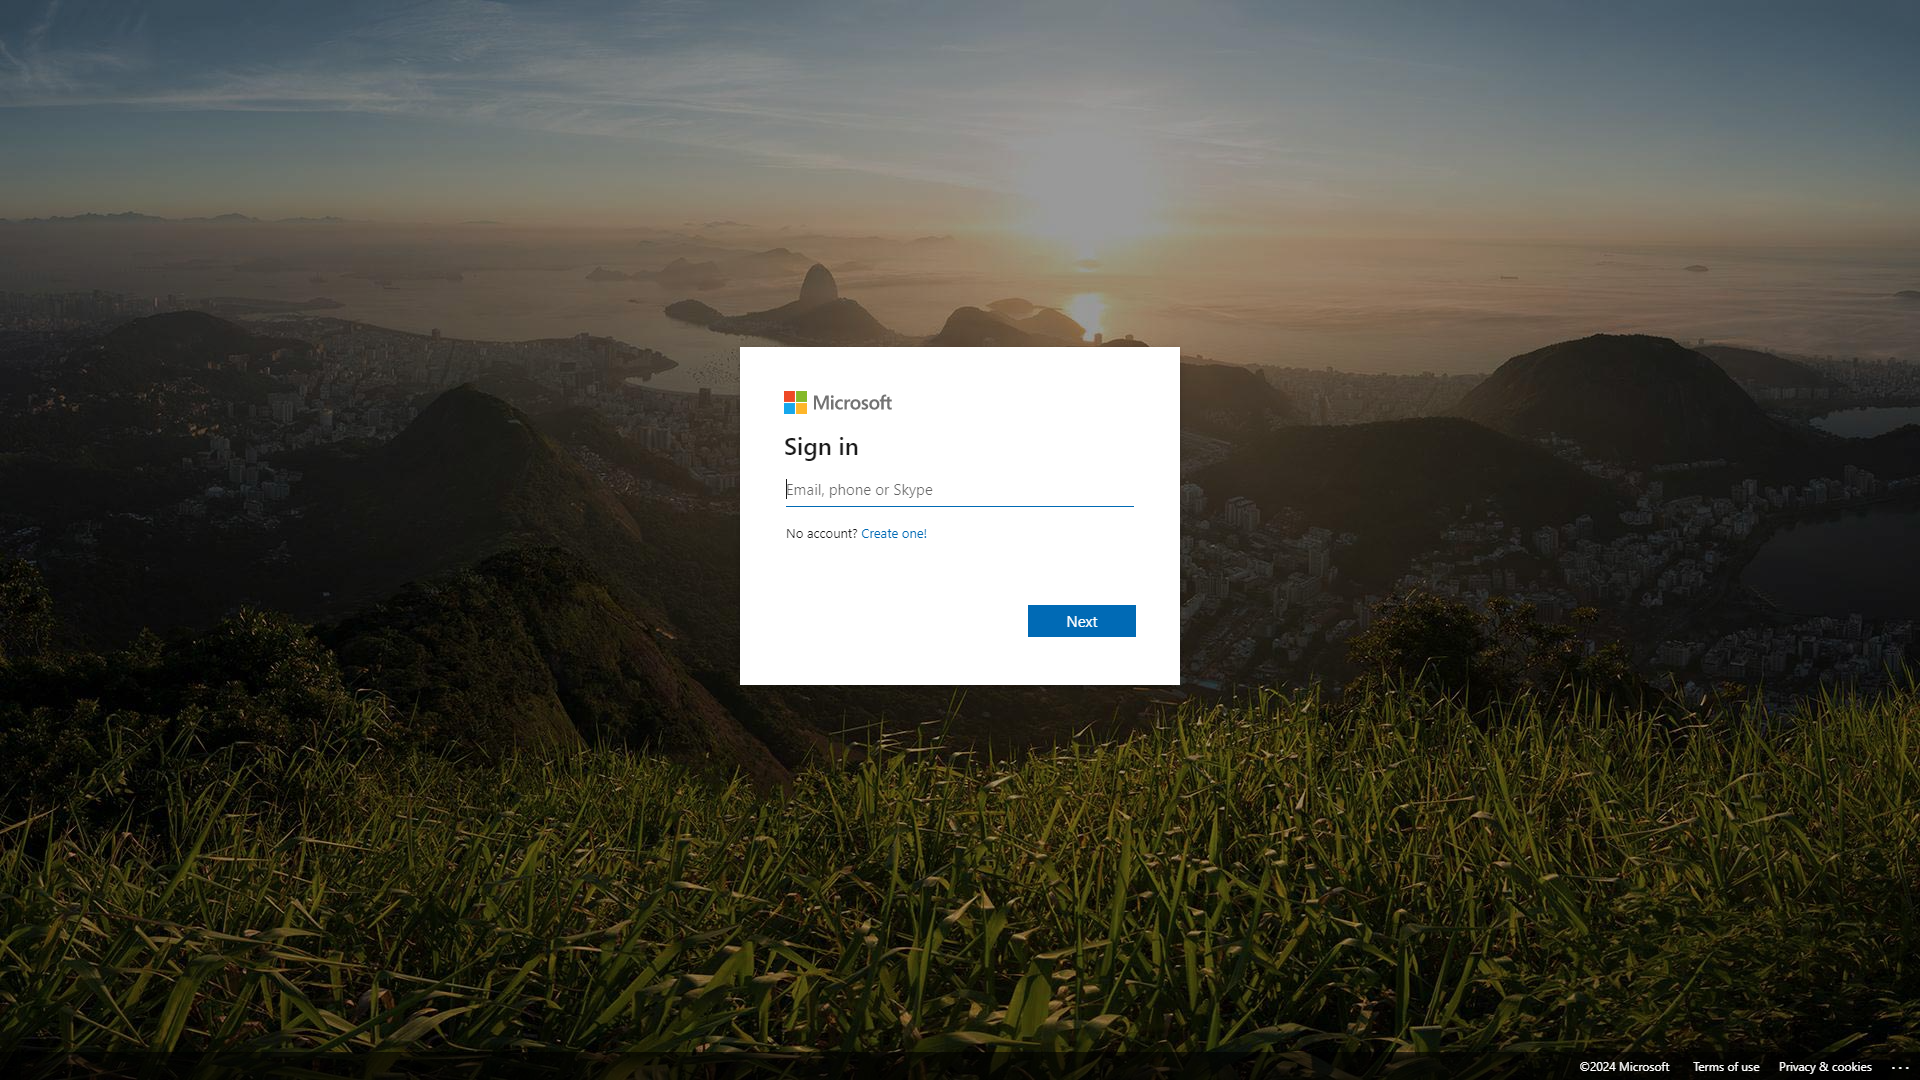 Microsoft
Sign in
Email, phone or Skype
No account? Create one!
Next
©2024 Microsoft Terms of use Privacy & cookies ...